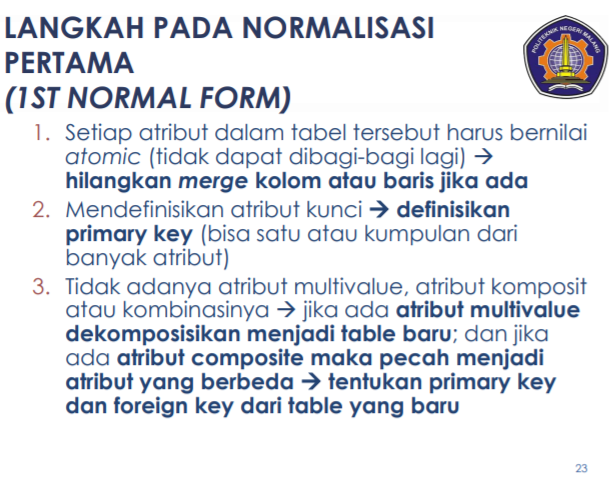 LANGKAH PADA NORMALISASI
PERTAMA
(1ST NORMAL FORM)
POLITEKNIK NEGERI MALANG
1. Setiap atribut dalam tabel tersebut harus bernilai
atomic (tidak dapat dibagi-bagi lagi) →
hilangkan merge kolom atau baris jika ada
2. Mendefinisikan atribut kunci → definisikan
primary key (bisa satu atau kumpulan dari
banyak atribut)
3. Tidak adanya atribut multivalue, atribut komposit
atau kombinasinya → jika ada atribut multivalue
dekomposisikan menjadi table baru; dan jika
ada atribut composite maka pecah menjadi
atribut yang berbeda → tentukan primary key
dan foreign key dari table yang baru
23